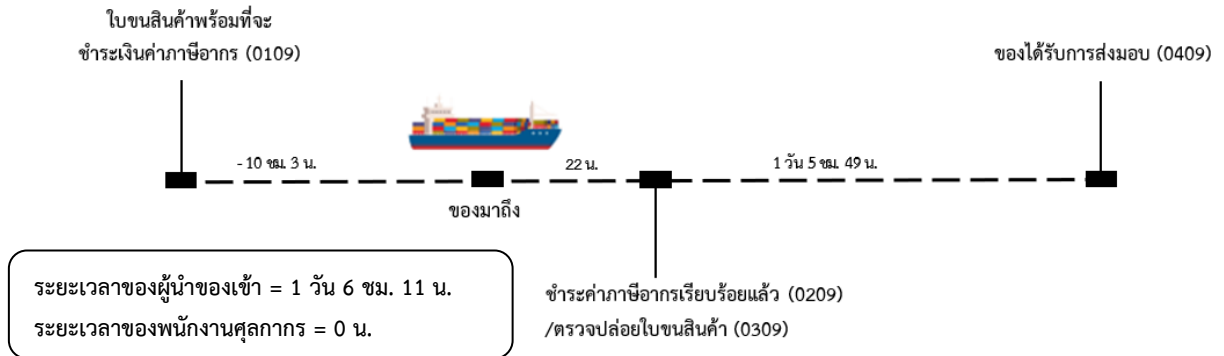 ใบขนสินค้าพร้อมที่จะ
ชำระเงินค่าภาษีอากร (0109)
ของได้รับการส่งมอบ (0409)
- 10 ชม. 3 น.
22 น.
1 วัน 5 ชม. 49 น.
ของมาถึง
ระยะเวลาของผู้นำของเข้า = 1 วัน 6 ชม. 11 น.
ระยะเวลาของพนักงานศุลกากร = 0 น.
ชำระค่าภาษีอากรเรียบร้อยแล้ว (0209)
/ตรวจปล่อยใบขนสินค้า (0309)